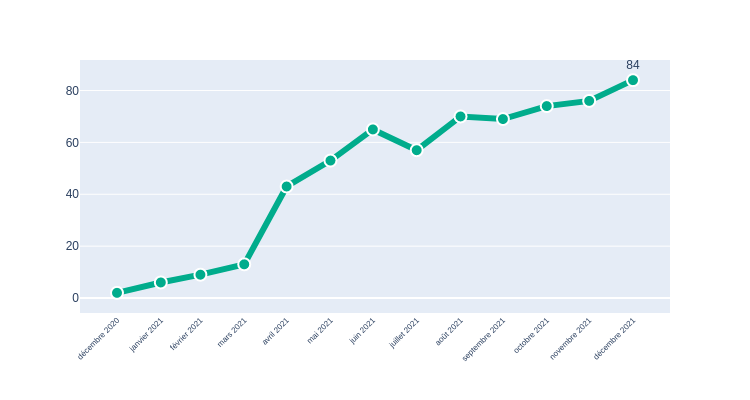 84
80
60
40
20
0
décembre 2020
janvier 2021
février 2021
mars 2021
avril 2021
mai 2021
juin 2021
juillet 2021
août 2021
septembre 2021
octobre 2021
novembre 2021
décembre 2021